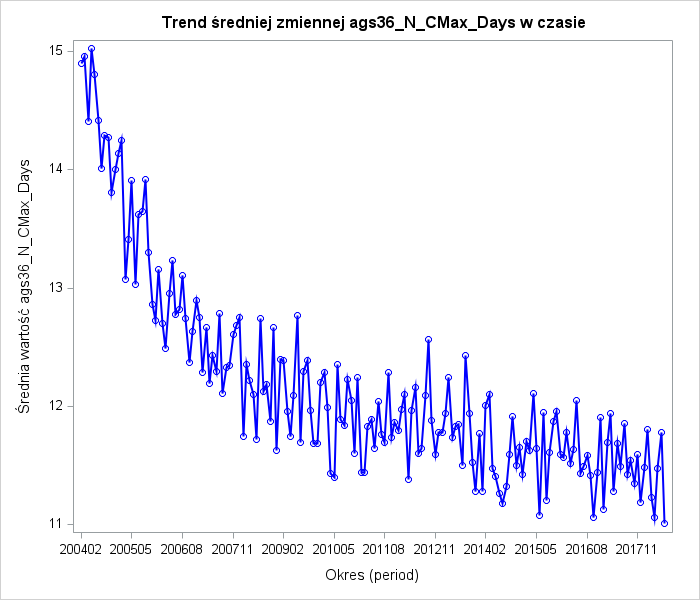 Trend średniej zmiennej ags36_N_CMax_Days w czasie
Średnia wartość ags36_N_CMax_Days
15
14
13
12
11
200402 200505 200608 200711 200902 201005 201108 201211 201402 201505 201608 201711
Okres (period)